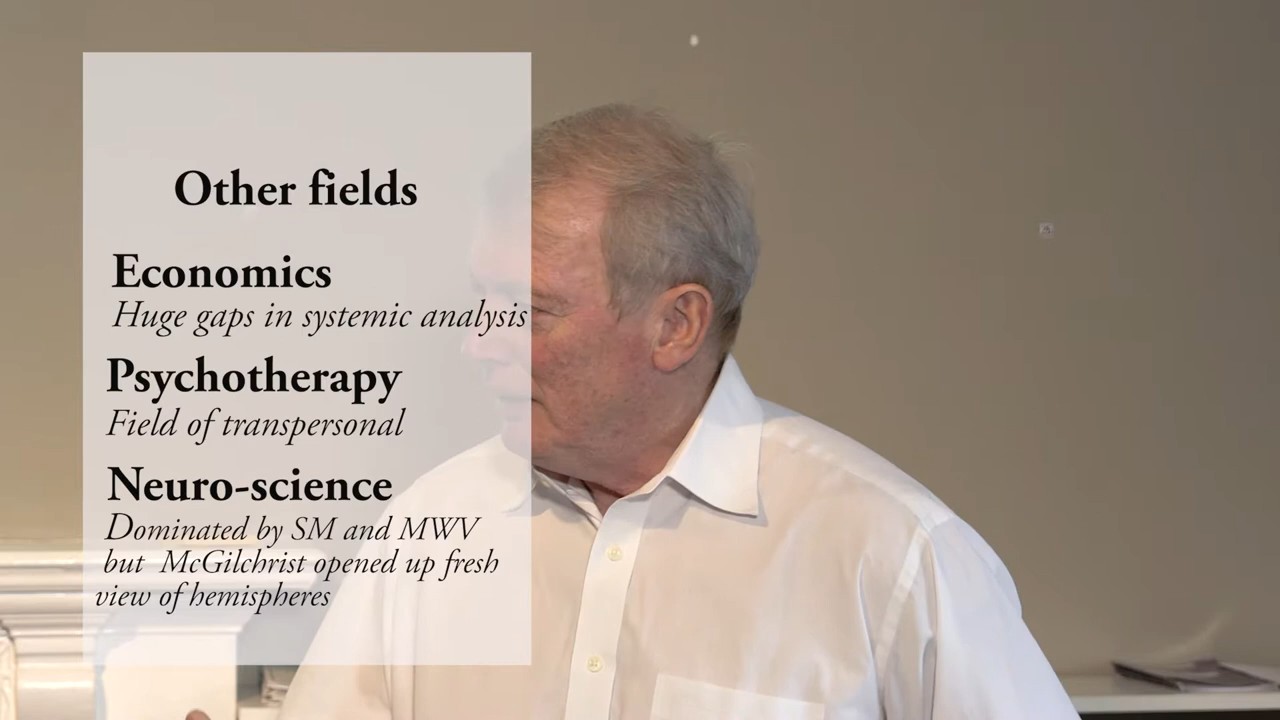 Other fields
Economics
Huge gaps in systemic analysis
Psychotherapy
Field of transpersonal
Neuro-science
Dominated by SM and MWV
but McGilchrist opened up fresh
view of hemispheres